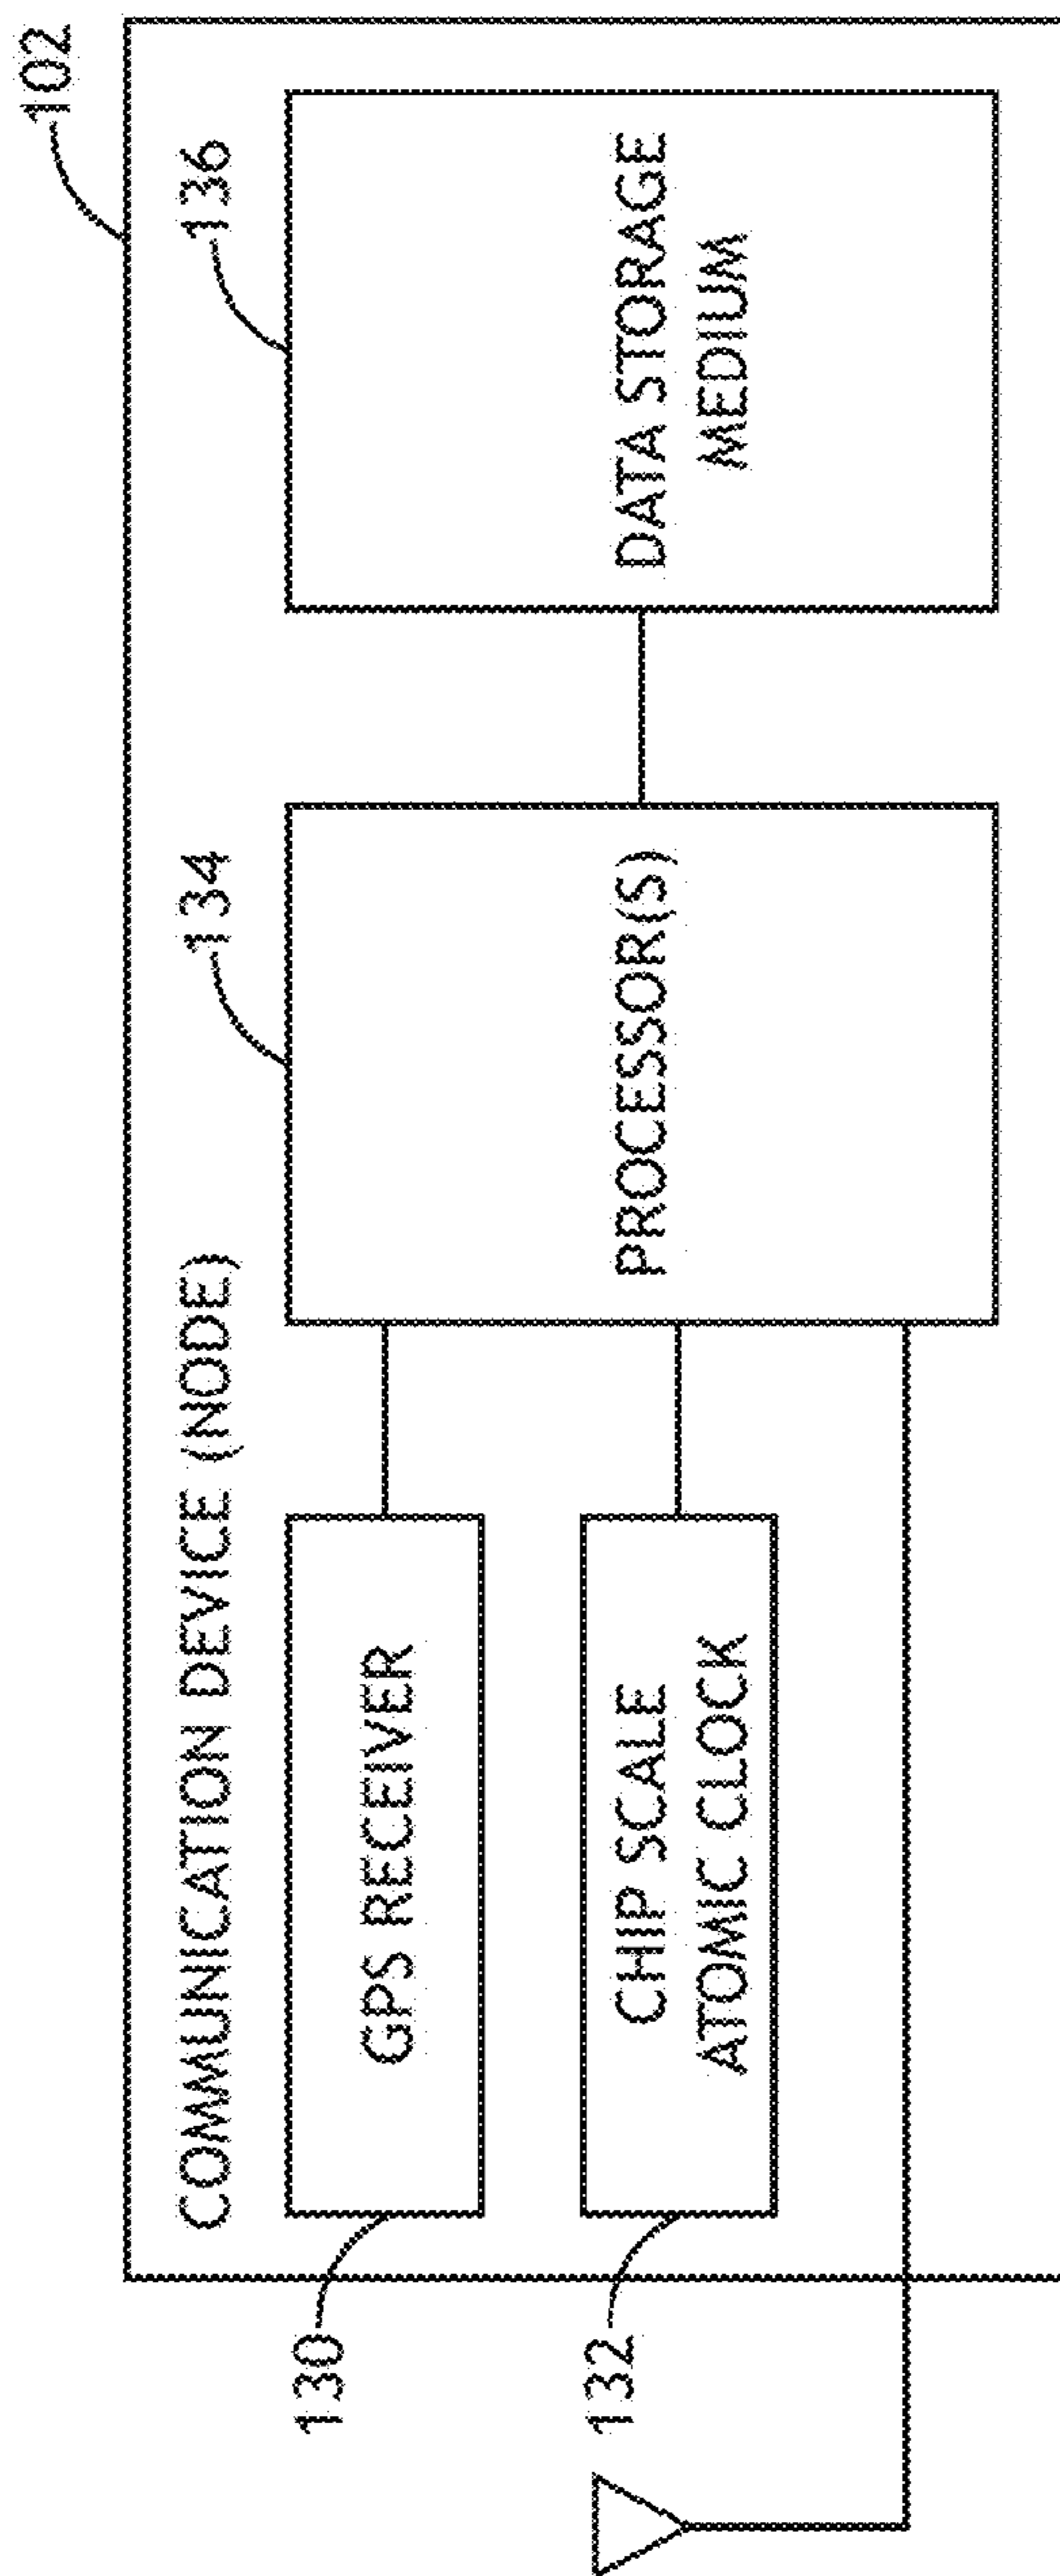 102
COMMUNICATION DEVICE (NODE)
130
GPS RECEIVER
132
CHIP SCALE
ATOMIC CLOCK
134
PROCESSOR(S)
136
DATA STORAGE
MEDIUM